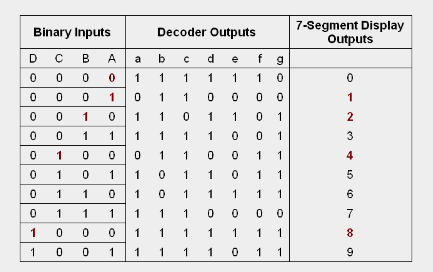 Binary Inputs Decoder Outputs 7-Segment Display Outputs
D C B A a b c d e f g
0 0 0 0 1 1 1 1 1 1 0 0
0 0 0 1 0 1 1 0 0 0 0 1
0 0 1 0 1 1 0 1 1 0 1 2
0 0 1 1 1 1 1 1 0 0 1 3
0 1 0 0 0 1 1 0 0 1 1 4
0 1 0 1 1 0 1 1 0 1 1 5
0 1 1 0 1 0 1 1 1 1 1 6
0 1 1 1 1 1 1 0 0 0 0 7
1 0 0 0 1 1 1 1 1 1 1 8
1 0 0 1 1 1 1 1 0 1 1 9